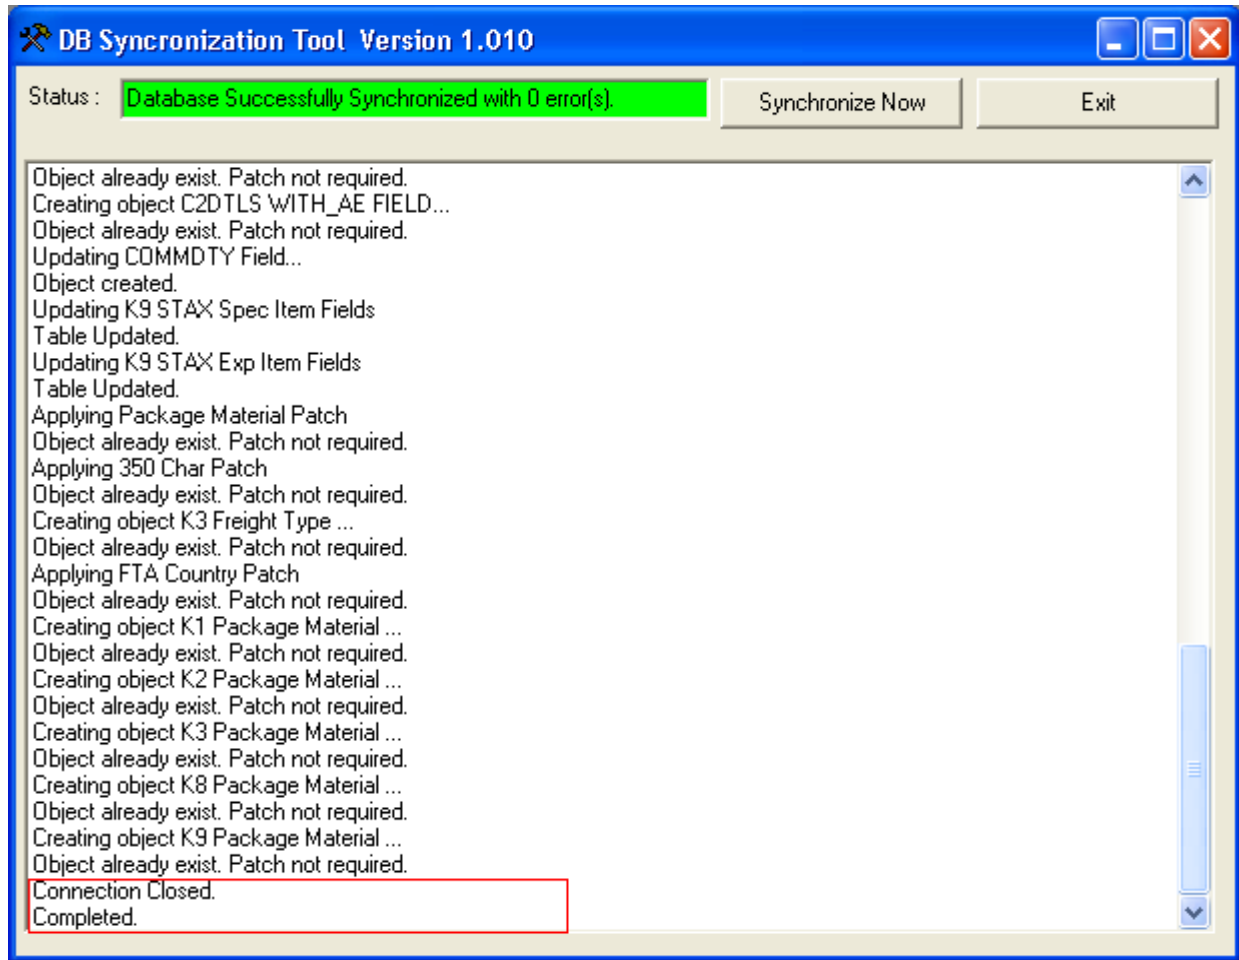 DB Syncronization Tool Version 1.010
Status : Database Successfully Synchronized with 0 error(s). Synchronize Now Exit
Object already exist. Patch not required.
Creating object C2DTLS WITH_AE FIELD...
Object already exist. Patch not required.
Updating COMMDTY Field...
Object created.
Updating K9 STAX Spec Item Fields
Table Updated.
Updating K9 STAX Exp Item Fields
Table Updated.
Applying Package Material Patch
Object already exist. Patch not required.
Applying 350 Char Patch
Object already exist. Patch not required.
Creating object K3 Freight Type ...
Object already exist. Patch not required.
Applying FTA Country Patch
Object already exist. Patch not required.
Creating object K1 Package Material ...
Object already exist. Patch not required.
Creating object K2 Package Material ...
Object already exist. Patch not required.
Creating object K3 Package Material ...
Object already exist. Patch not required.
Creating object K8 Package Material ...
Object already exist. Patch not required.
Creating object K9 Package Material ...
Object already exist. Patch not required.
Connection Closed.
Completed.